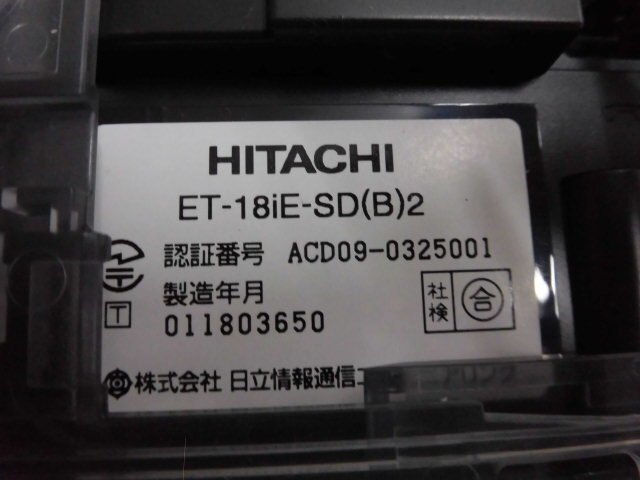 HITACHI
ET-18iE-SD(B)2
認証番号 ACD09-0325001
T
製造年月
011803650
社検 合
株式会社 日立情報通信エ